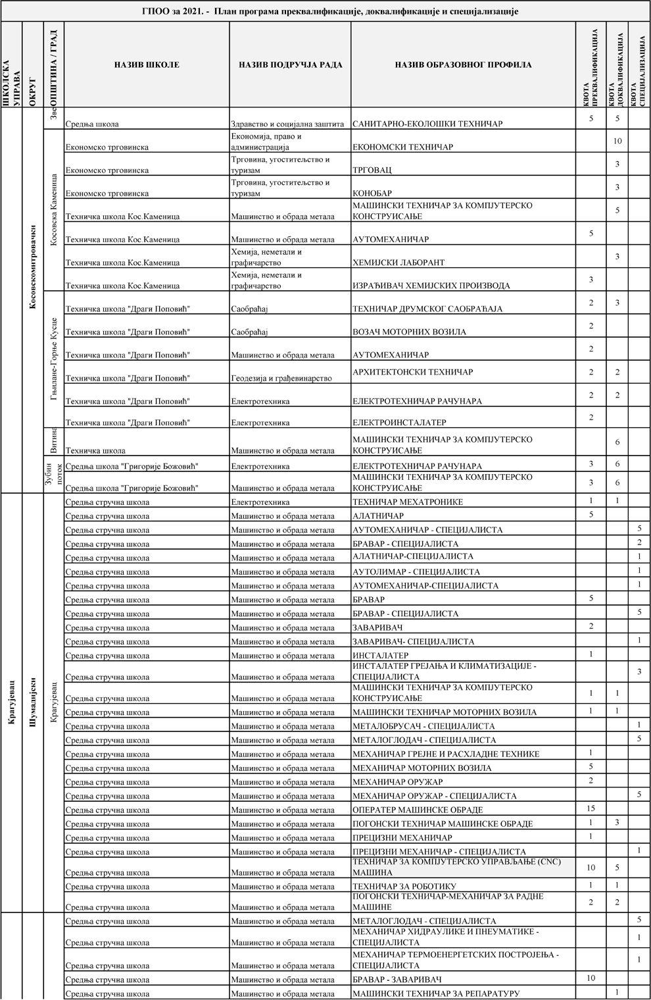 ГПОО за 2021. - План програма преквалификације, доквалификације и специјализације
ШКОЛСКА УПРАВА
ОКРУГ
ОПШТИНА / ГРАД
НАЗИВ ШКОЛЕ
НАЗИВ ПОДРУЧЈА РАДА
НАЗИВ ОБРАЗОВНОГ ПРОФИЛА
КВОТА ПРЕКВАЛИФИКАЦИЈА
КВОТА ДОКВАЛИФИКАЦИЈА
КВОТА СПЕЦИЈАЛИЗАЦИЈА
Косовскомитровачки
Зве
Средња школа Здравство и социјална заштита САНИТАРНО-ЕКОЛОШКИ ТЕХНИЧАР 5 5
Косовска Каменица
Економија, право и
Економско трговинска администрација ЕКОНОМСКИ ТЕХНИЧАР 10
Трговина, угоститељство и
Економско трговинска туризам ТРГОВАЦ 3
Трговина, угоститељство и
Економско трговинска туризам КОНОБАР 3
МАШИНСКИ ТЕХНИЧАР ЗА КОМПЈУТЕРСКО
Техничка школа Кос.Каменица Машинство и обрада метала КОНСТРУИСАЊЕ 5
Техничка школа Кос.Каменица Машинство и обрада метала АУТОМЕХАНИЧАР 5
Хемија, неметали и
Техничка школа Кос.Каменица графичарство ХЕМИЈСКИ ЛАБОРАНТ 3
Хемија, неметали и
Техничка школа Кос.Каменица графичарство ИЗРАЂИВАЧ ХЕМИЈСКИХ ПРОИЗВОДА 3
Гњилане-Горње Кусце
Техничка школа "Драги Поповић" Саобраћај ТЕХНИЧАР ДРУМСКОГ САОБРАЋАЈА 2 3
Техничка школа "Драги Поповић" Саобраћај ВОЗАЧ МОТОРНИХ ВОЗИЛА 2
Техничка школа "Драги Поповић" Машинство и обрада метала АУТОМЕХАНИЧАР 2
Техничка школа "Драги Поповић" Геодезија и грађевинарство АРХИТЕКТОНСКИ ТЕХНИЧАР 2 2
Техничка школа "Драги Поповић" Електротехника ЕЛЕКТРОТЕХНИЧАР РАЧУНАРА 2 2
Техничка школа "Драги Поповић" Електротехника ЕЛЕКТРОИНСТАЛАТЕР 2
Витина
МАШИНСКИ ТЕХНИЧАР ЗА КОМПЈУТЕРСКО
Техничка школа Машинство и обрада метала КОНСТРУИСАЊЕ 6
Зубин поток
Средња школа "Григорије Божовић" Електротехника ЕЛЕКТРОТЕХНИЧАР РАЧУНАРА 3 6
МАШИНСКИ ТЕХНИЧАР ЗА КОМПЈУТЕРСКО
Средња школа "Григорије Божовић" Машинство и обрада метала КОНСТРУИСАЊЕ 3 6
Крагујевац
Шумадијски
Крагујевац
Средња стручна школа Електротехника ТЕХНИЧАР МЕХАТРОНИКЕ 1 1
Средња стручна школа Машинство и обрада метала АЛАТНИЧАР 5
Средња стручна школа Машинство и обрада метала АУТОМЕХАНИЧАР - СПЕЦИЈАЛИСТА 5
Средња стручна школа Машинство и обрада метала БРАВАР - СПЕЦИЈАЛИСТА 2
Средња стручна школа Машинство и обрада метала АЛАТНИЧАР-СПЕЦИЈАЛИСТА 1
Средња стручна школа Машинство и обрада метала АУТОЛИМАР - СПЕЦИЈАЛИСТА 1
Средња стручна школа Машинство и обрада метала АУТОМЕХАНИЧАР-СПЕЦИЈАЛИСТА 1
Средња стручна школа Машинство и обрада метала БРАВАР 5
Средња стручна школа Машинство и обрада метала БРАВАР - СПЕЦИЈАЛИСТА 5
Средња стручна школа Машинство и обрада метала ЗАВАРИВАЧ 2
Средња стручна школа Машинство и обрада метала ЗАВАРИВАЧ- СПЕЦИЈАЛИСТА 1
Средња стручна школа Машинство и обрада метала ИНСТАЛАТЕР 1
ИНСТАЛАТЕР ГРЕЈАЊА И КЛИМАТИЗАЦИЈЕ -
Средња стручна школа Машинство и обрада метала СПЕЦИЈАЛИСТА 3
МАШИНСКИ ТЕХНИЧАР ЗА КОМПЈУТЕРСКО
Средња стручна школа Машинство и обрада метала КОНСТРУИСАЊЕ 1 1
Средња стручна школа Машинство и обрада метала МАШИНСКИ ТЕХНИЧАР МОТОРНИХ ВОЗИЛА 1 1
Средња стручна школа Машинство и обрада метала МЕТАЛОБРУСАЧ - СПЕЦИЈАЛИСТА 1
Средња стручна школа Машинство и обрада метала МЕТАЛОГЛОДАЧ - СПЕЦИЈАЛИСТА 5
Средња стручна школа Машинство и обрада метала МЕХАНИЧАР ГРЕЈНЕ И РАСХЛАДНЕ ТЕХНИКЕ 1
Средња стручна школа Машинство и обрада метала МЕХАНИЧАР МОТОРНИХ ВОЗИЛА 5
Средња стручна школа Машинство и обрада метала МЕХАНИЧАР ОРУЖАР 2
Средња стручна школа Машинство и обрада метала МЕХАНИЧАР ОРУЖАР - СПЕЦИЈАЛИСТА 5
Средња стручна школа Машинство и обрада метала ОПЕРАТЕР МАШИНСКЕ ОБРАДЕ 15
Средња стручна школа Машинство и обрада метала ПОГОНСКИ ТЕХНИЧАР МАШИНСКЕ ОБРАДЕ 1 3
Средња стручна школа Машинство и обрада метала ПРЕЦИЗНИ МЕХАНИЧАР 1
Средња стручна школа Машинство и обрада метала ПРЕЦИЗНИ МЕХАНИЧАР - СПЕЦИЈАЛИСТА 1
ТЕХНИЧАР ЗА КОМПЈУТЕРСКО УПРАВЉАЊЕ (CNC)
Средња стручна школа Машинство и обрада метала МАШИНА 10 5
Средња стручна школа Машинство и обрада метала ТЕХНИЧАР ЗА РОБОТИКУ 1 1
ПОГОНСКИ ТЕХНИЧАР-МЕХАНИЧАР ЗА РАДНЕ
Средња стручна школа Машинство и обрада метала МАШИНЕ 2 2
Средња стручна школа Машинство и обрада метала МЕТАЛОГЛОДАЧ - СПЕЦИЈАЛИСТА 5
МЕХАНИЧАР ХИДРАУЛИКЕ И ПНЕУМАТИКЕ -
Средња стручна школа Машинство и обрада метала СПЕЦИЈАЛИСТА 1
МЕХАНИЧАР ТЕРМОЕНЕРГЕТСКИХ ПОСТРОЈЕЊА -
Средња стручна школа Машинство и обрада метала СПЕЦИЈАЛИСТА 1
Средња стручна школа Машинство и обрада метала БРАВАР - ЗАВАРИВАЧ 10
Средња стручна школа Машинство и обрада метала МАШИНСКИ ТЕХНИЧАР ЗА РЕПАРАТУРУ 1